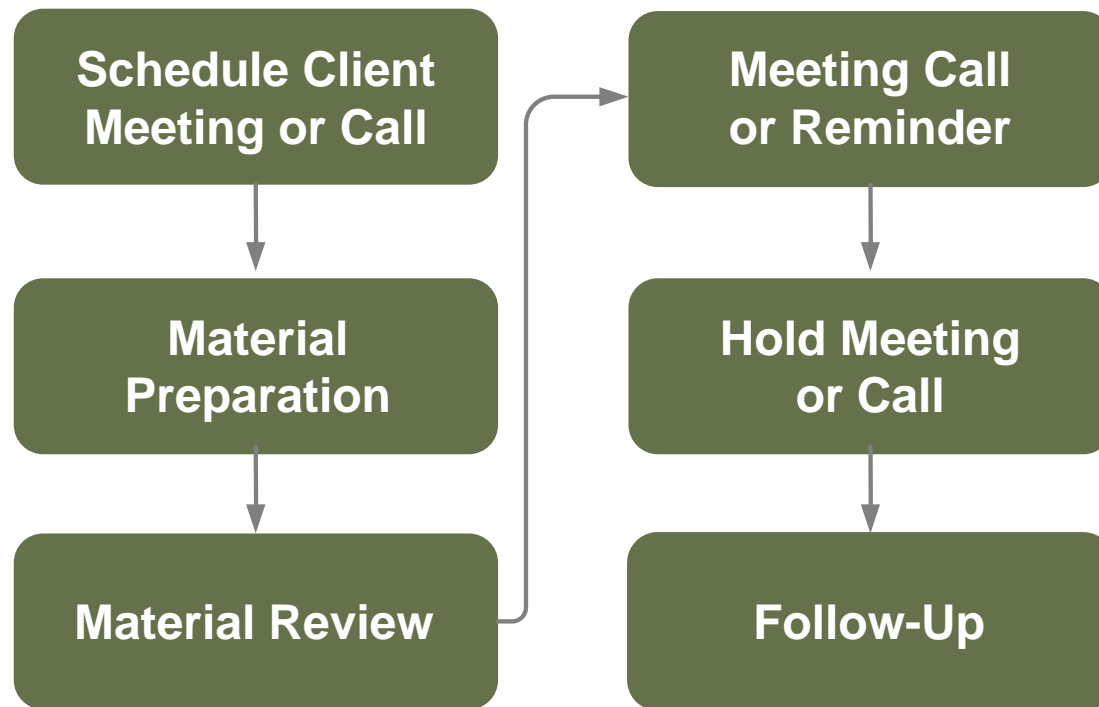 Schedule Client
Meeting or Call
Material
Preparation
Material Review
Meeting Call
or Reminder
Hold Meeting
or Call
Follow-Up